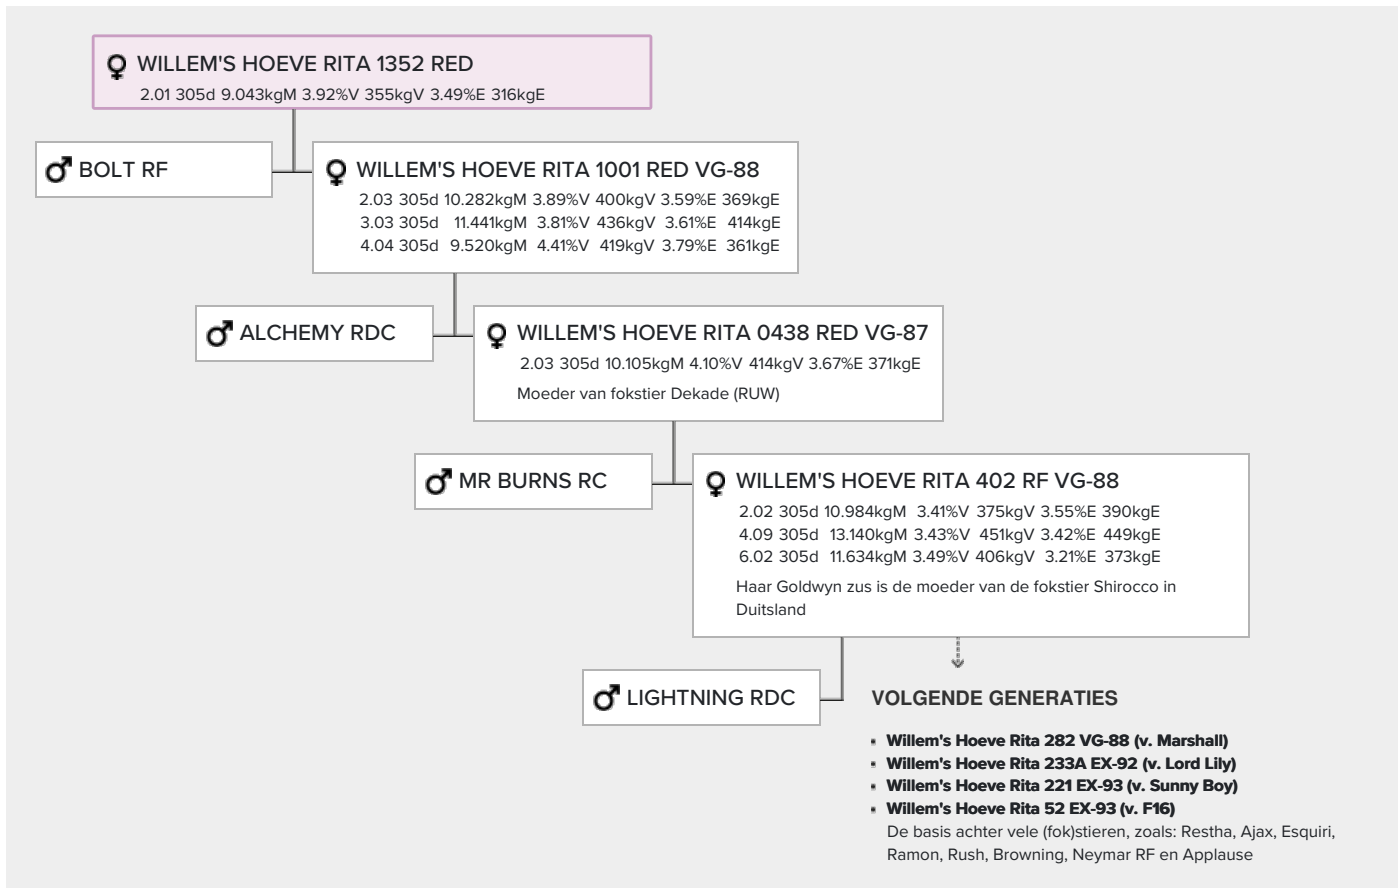 WILLEM'S HOEVE RITA 1352 RED
2.01 305d 9.043kgM 3.92%V 355kgV 3.49%E 316kgE
BOLT RF
WILLEM'S HOEVE RITA 1001 RED VG-88
2.03 305d 10.282kgM 3.89%V 400kgV 3.59%E 369kgE
3.03 305d 11.441kgM 3.81%V 436kgV 3.61%E 414kgE
4.04 305d 9.520kgM 4.41%V 419kgV 3.79%E 361kgE
ALCHEMY RDC
WILLEM'S HOEVE RITA 0438 RED VG-87
2.03 305d 10.105kgM 4.10%V 414kgV 3.67%E 371kgE
Moeder van fokstier Dekade (RUW)
MR BURNS RC
WILLEM'S HOEVE RITA 402 RF VG-88
2.02 305d 10.984kgM 3.41%V 375kgV 3.55%E 390kgE
4.09 305d 13.140kgM 3.43%V 451kgV 3.42%E 449kgE
6.02 305d 11.634kgM 3.49%V 406kgV 3.21%E 373kgE
Haar Goldwyn zus is de moeder van de fokstier Shirocco in
Duitsland
LIGHTNING RDC
VOLGENDE GENERATIES
▪ Willem's Hoeve Rita 282 VG-88 (v. Marshall)
▪ Willem's Hoeve Rita 233A EX-92 (v. Lord Lily)
▪ Willem's Hoeve Rita 221 EX-93 (v. Sunny Boy)
▪ Willem's Hoeve Rita 52 EX-93 (v. F16)
De basis achter vele (fok)stieren, zoals: Restha, Ajax, Esquiri,
Ramon, Rush, Browning, Neymar RF en Applause